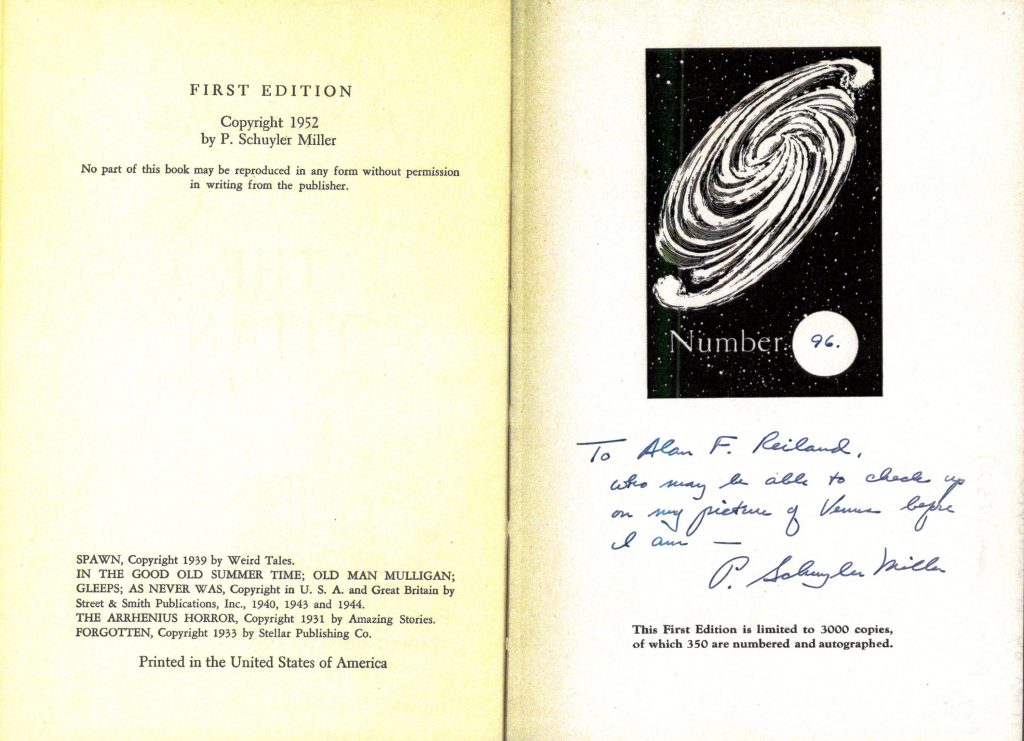 FIRST EDITION
Copyright 1952
by P. Schuyler Miller
No part of this book may be reproduced in any form without permission
in writing from the publisher.
SPAWN, Copyright 1939 by Weird Tales.
IN THE GOOD OLD SUMMER TIME; OLD MAN MULLIGAN;
GLEEPS; AS NEVER WAS, Copyright in U. S. A. and Great Britain by
Street & Smith Publications, Inc., 1940, 1943 and 1944.
THE ARRHENIUS HORROR, Copyright 1931 by Amazing Stories.
FORGOTTEN, Copyright 1933 by Stellar Publishing Co.
Printed in the United States of America
Number 96.
To Alan F. Reiland,
who may be able to check up
on my picture of Venus before
I am —
P. Schuyler Miller
This First Edition is limited to 3000 copies,
of which 350 are numbered and autographed.